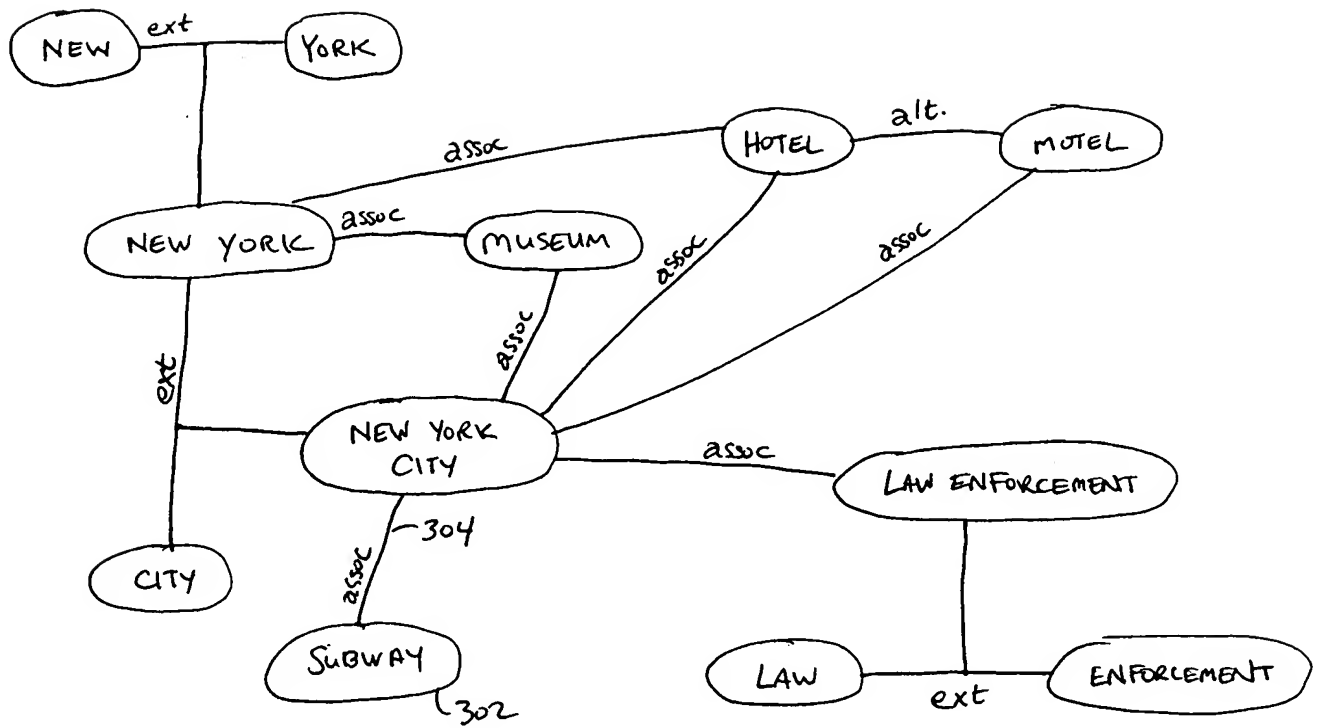 NEW
ext
YORK
alt.
HOTEL
MOTEL
assoc
assoc
NEW YORK
MUSEUM
assoc
assoc
assoc
ext
NEW YORK
CITY
assoc
LAW ENFORCEMENT
304
assoc
CITY
SUBWAY
302
LAW
ext
ENFORCEMENT